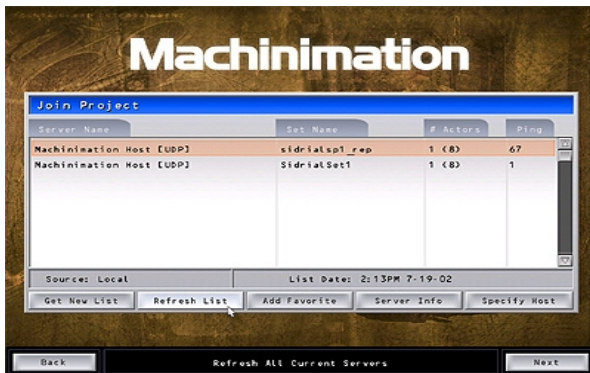 Machinimation
Join Project
Server Name Set Name # Actors Ping
Machinimation Host [UDP] sidrialsp1_rep 1 (8) 67
Machinimation Host [UDP] SidrialSet1 1 (8) 1
Source: Local List Date: 2:13PM 7-19-02
Get New List Refresh List Add Favorite Server Info Specify Host
Back Refresh All Current Servers Next